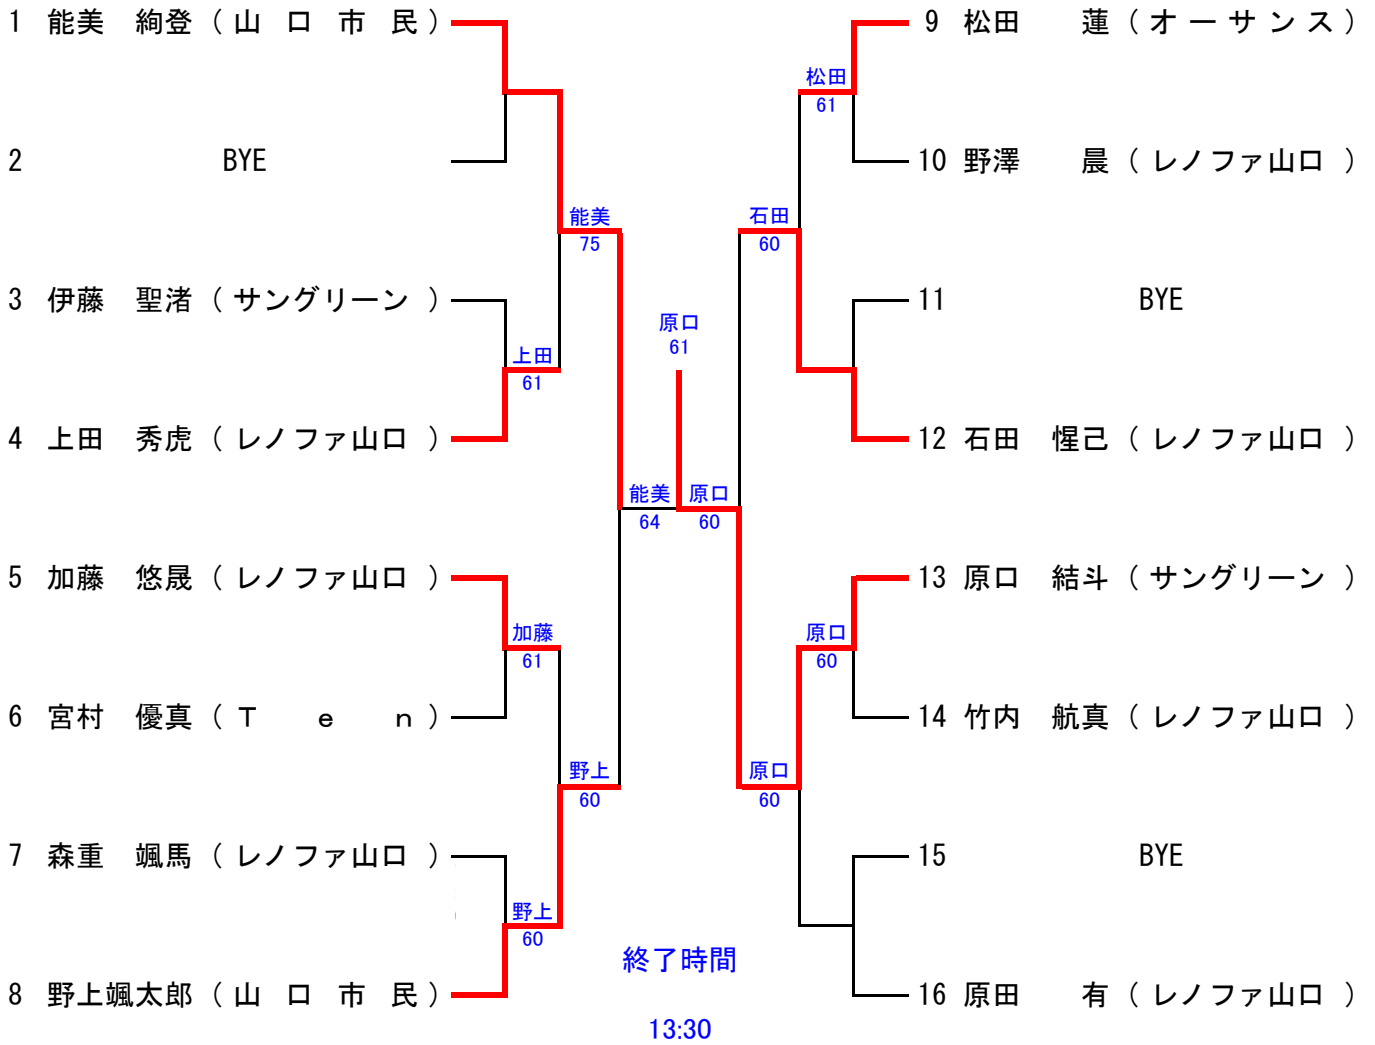 1 能美 絢登 ( 山 口 市 民 )
2 BYE
3 伊藤 聖渚 ( サングリーン )
4 上田 秀虎 ( レノファ山口 )
5 加藤 悠晟 ( レノファ山口 )
6 宮村 優真 ( Ｔ ｅ ｎ )
7 森重 颯馬 ( レノファ山口 )
8 野上颯太郎 ( 山 口 市 民 )
上田
61
加藤
61
野上
60
能美
75
野上
60
能美
64
原口
61
原口
60
石田
60
原口
60
松田
61
原口
60
9 松田 蓮 ( オーサンス )
10 野澤 晨 ( レノファ山口 )
11 BYE
12 石田 惺己 ( レノファ山口 )
13 原口 結斗 ( サングリーン )
14 竹内 航真 ( レノファ山口 )
15 BYE
16 原田 有 ( レノファ山口 )
終了時間
13:30